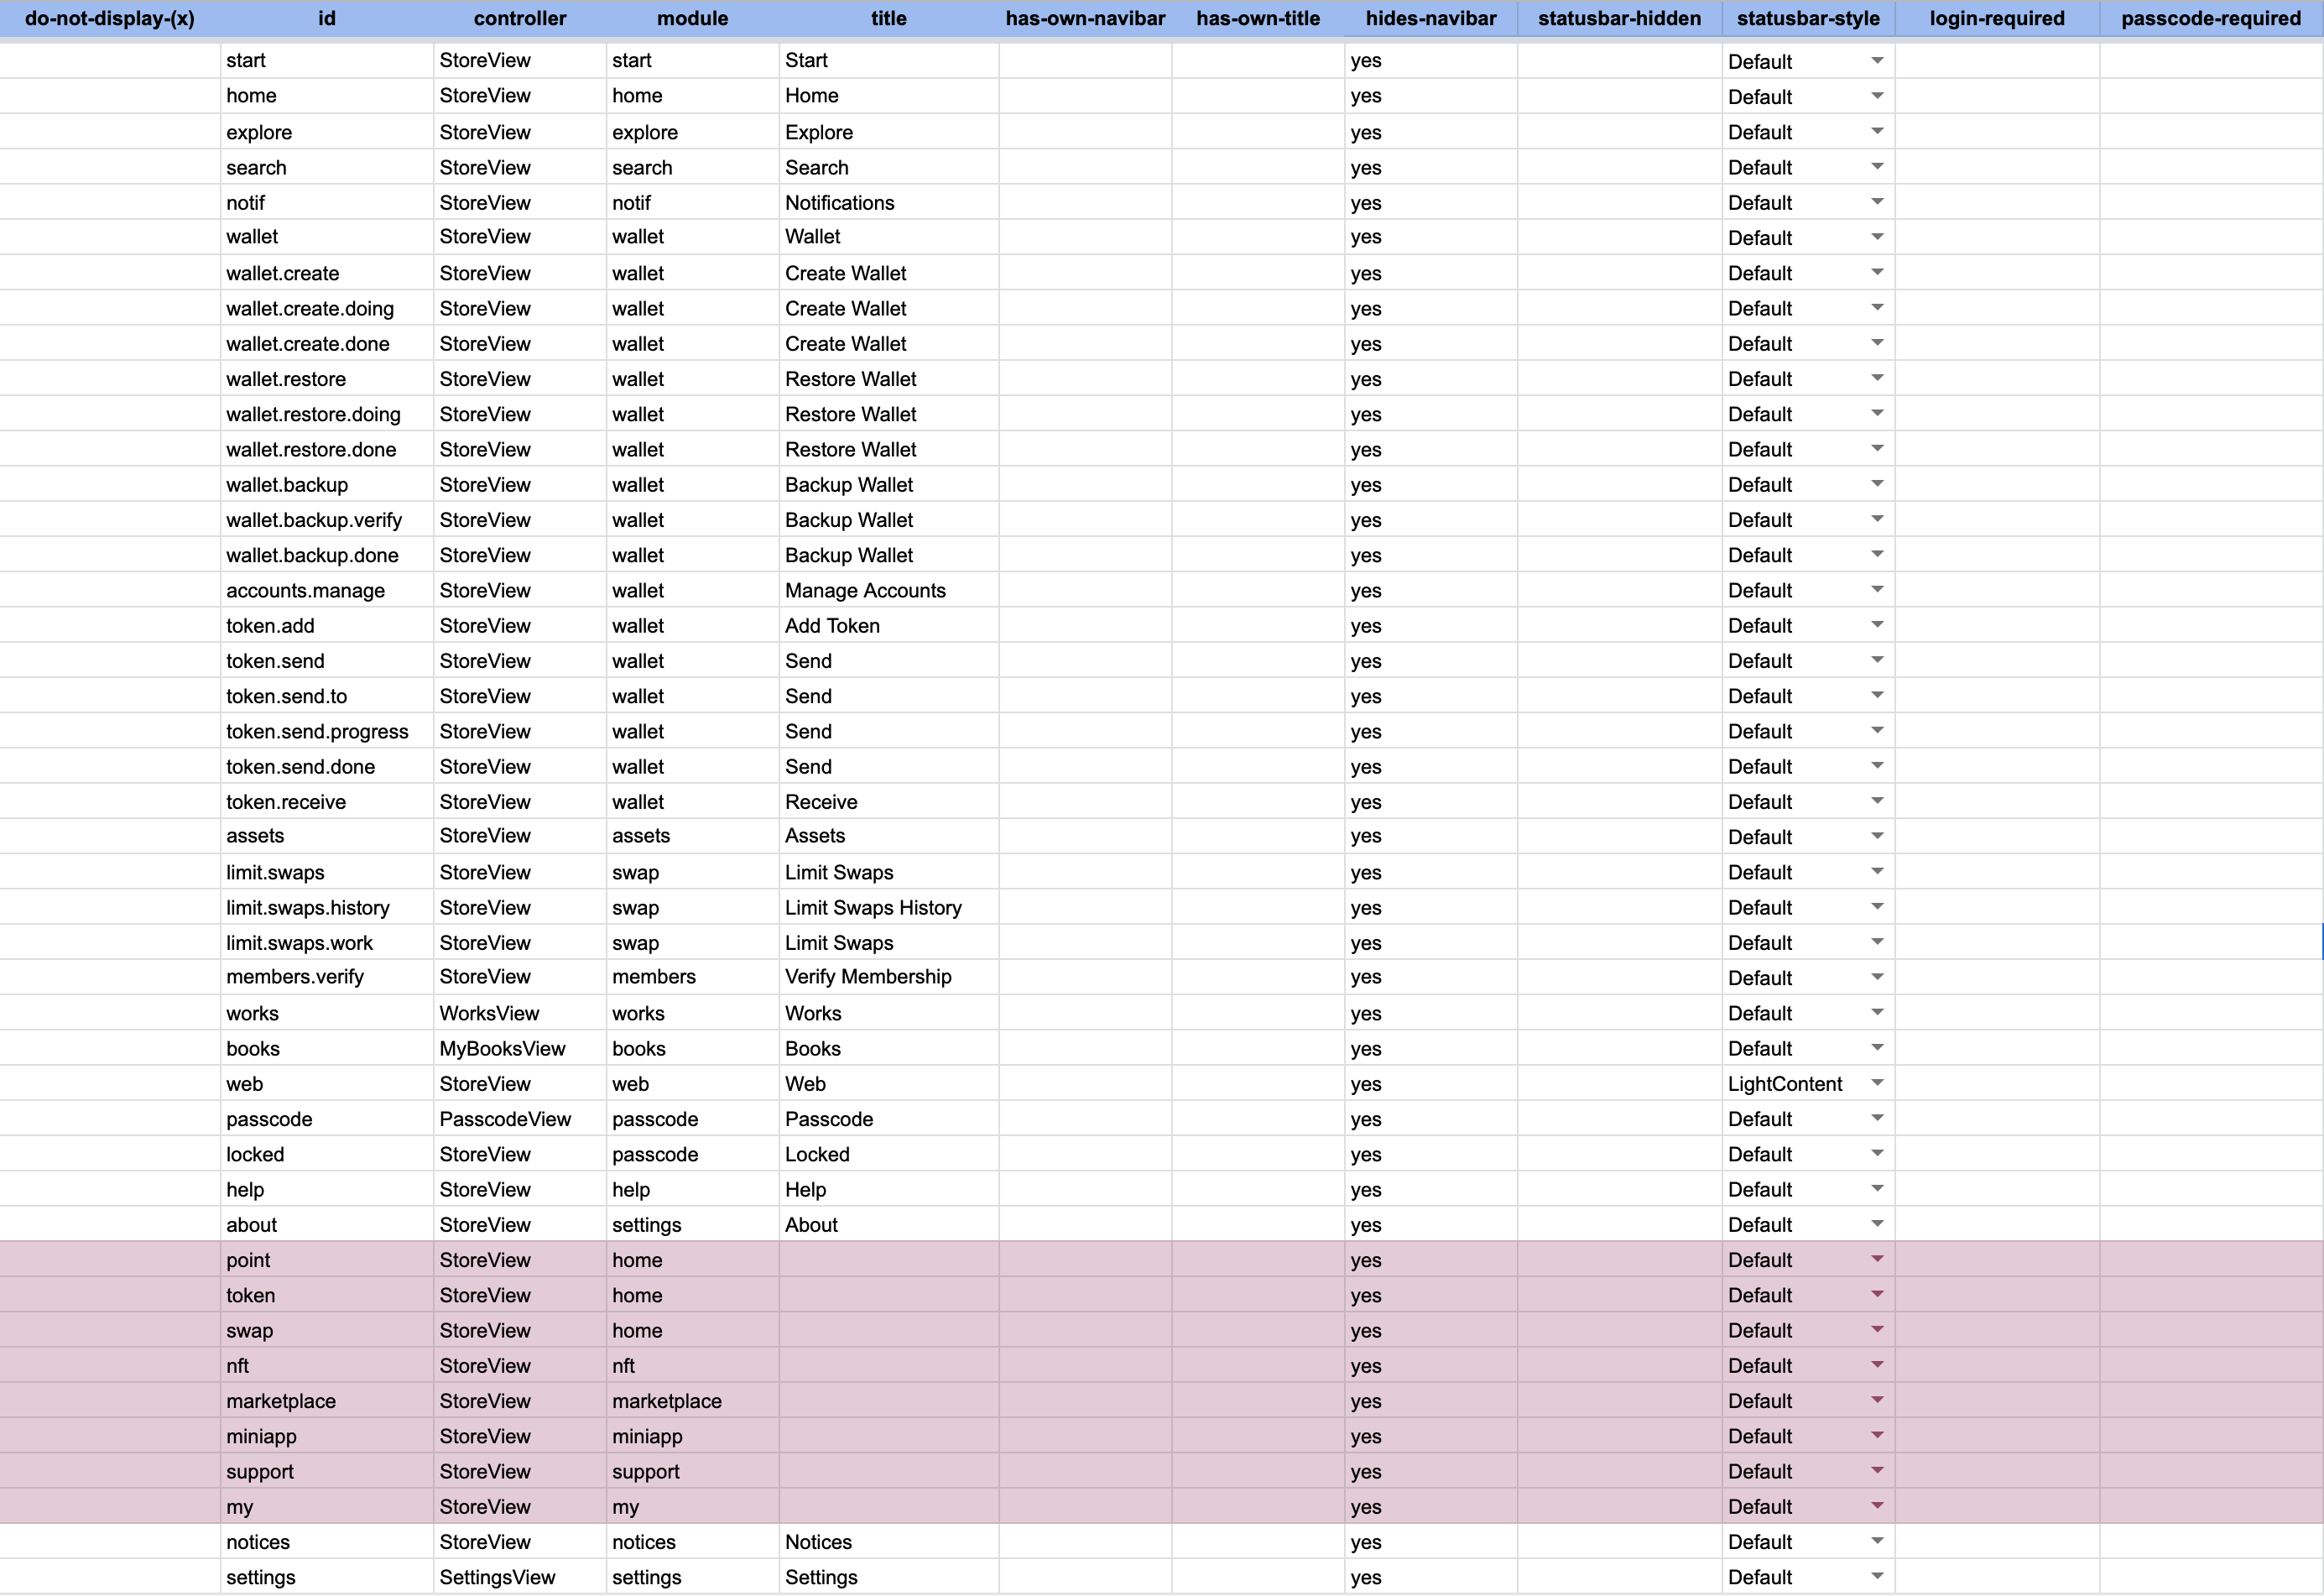 do-not-display-(x) id controller module title has-own-navibar has-own-title hides-navibar statusbar-hidden statusbar-style login-required passcode-required
start StoreView start Start yes Default
home StoreView home Home yes Default
explore StoreView explore Explore yes Default
search StoreView search Search yes Default
notif StoreView notif Notifications yes Default
wallet StoreView wallet Wallet yes Default
wallet.create StoreView wallet Create Wallet yes Default
wallet.create.doing StoreView wallet Create Wallet yes Default
wallet.create.done StoreView wallet Create Wallet yes Default
wallet.restore StoreView wallet Restore Wallet yes Default
wallet.restore.doing StoreView wallet Restore Wallet yes Default
wallet.restore.done StoreView wallet Restore Wallet yes Default
wallet.backup StoreView wallet Backup Wallet yes Default
wallet.backup.verify StoreView wallet Backup Wallet yes Default
wallet.backup.done StoreView wallet Backup Wallet yes Default
accounts.manage StoreView wallet Manage Accounts yes Default
token.add StoreView wallet Add Token yes Default
token.send StoreView wallet Send yes Default
token.send.to StoreView wallet Send yes Default
token.send.progress StoreView wallet Send yes Default
token.send.done StoreView wallet Send yes Default
token.receive StoreView wallet Receive yes Default
assets StoreView assets Assets yes Default
limit.swaps StoreView swap Limit Swaps yes Default
limit.swaps.history StoreView swap Limit Swaps History yes Default
limit.swaps.work StoreView swap Limit Swaps yes Default
members.verify StoreView members Verify Membership yes Default
works WorksView works Works yes Default
books MyBooksView books Books yes Default
web StoreView web Web yes LightContent
passcode PasscodeView passcode Passcode yes Default
locked StoreView passcode Locked yes Default
help StoreView help Help yes Default
about StoreView settings About yes Default
point StoreView home yes Default
token StoreView home yes Default
swap StoreView home yes Default
nft StoreView nft yes Default
marketplace StoreView marketplace yes Default
miniapp StoreView miniapp yes Default
support StoreView support yes Default
my StoreView my yes Default
notices StoreView notices Notices yes Default
settings SettingsView settings Settings yes Default